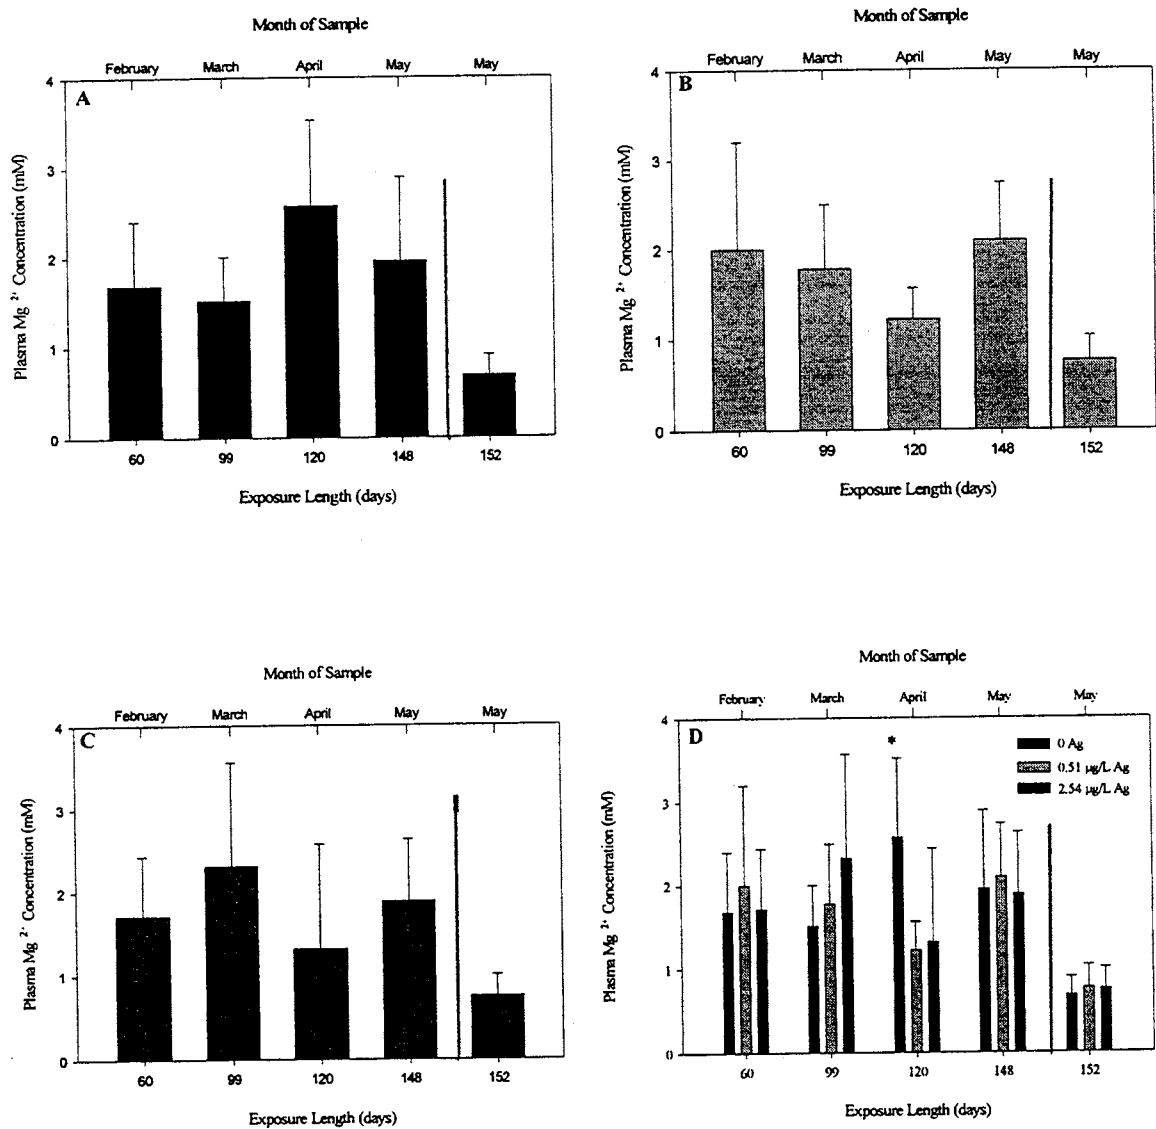 Month of Sample
February March April May May
A
4
3
2
1
0
Plasma Mg 2+ Concentration (mM)
60 99 120 148 152
Exposure Length (days)
Month of Sample
February March April May May
B
4
3
2
1
0
Plasma Mg 2+ Concentration (mM)
60 99 120 148 152
Exposure Length (days)
Month of Sample
February March April May May
C
4
3
2
1
0
Plasma Mg 2+ Concentration (mM)
60 99 120 148 152
Exposure Length (days)
Month of Sample
February March April May May
D
*
0 Ag
0.51 µg/L Ag
2.54 µg/L Ag
4
3
2
1
0
Plasma Mg 2+ Concentration (mM)
60 99 120 148 152
Exposure Length (days)